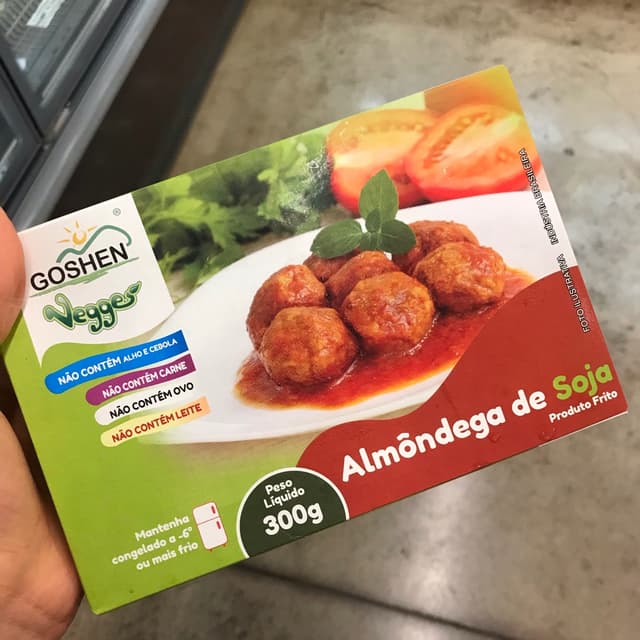 GOSHEN
®
Vegges
NÃO CONTÉM ALHO E CEBOLA
NÃO CONTÉM CARNE
NÃO CONTÉM OVO
NÃO CONTÉM LEITE
INDÚSTRIA BRASILEIRA
FOTO ILUSTRATIVA
Almôndega de Soja
Produto Frito
Peso
Líquido
300g
Mantenha
congelado a -6°
ou mais frio